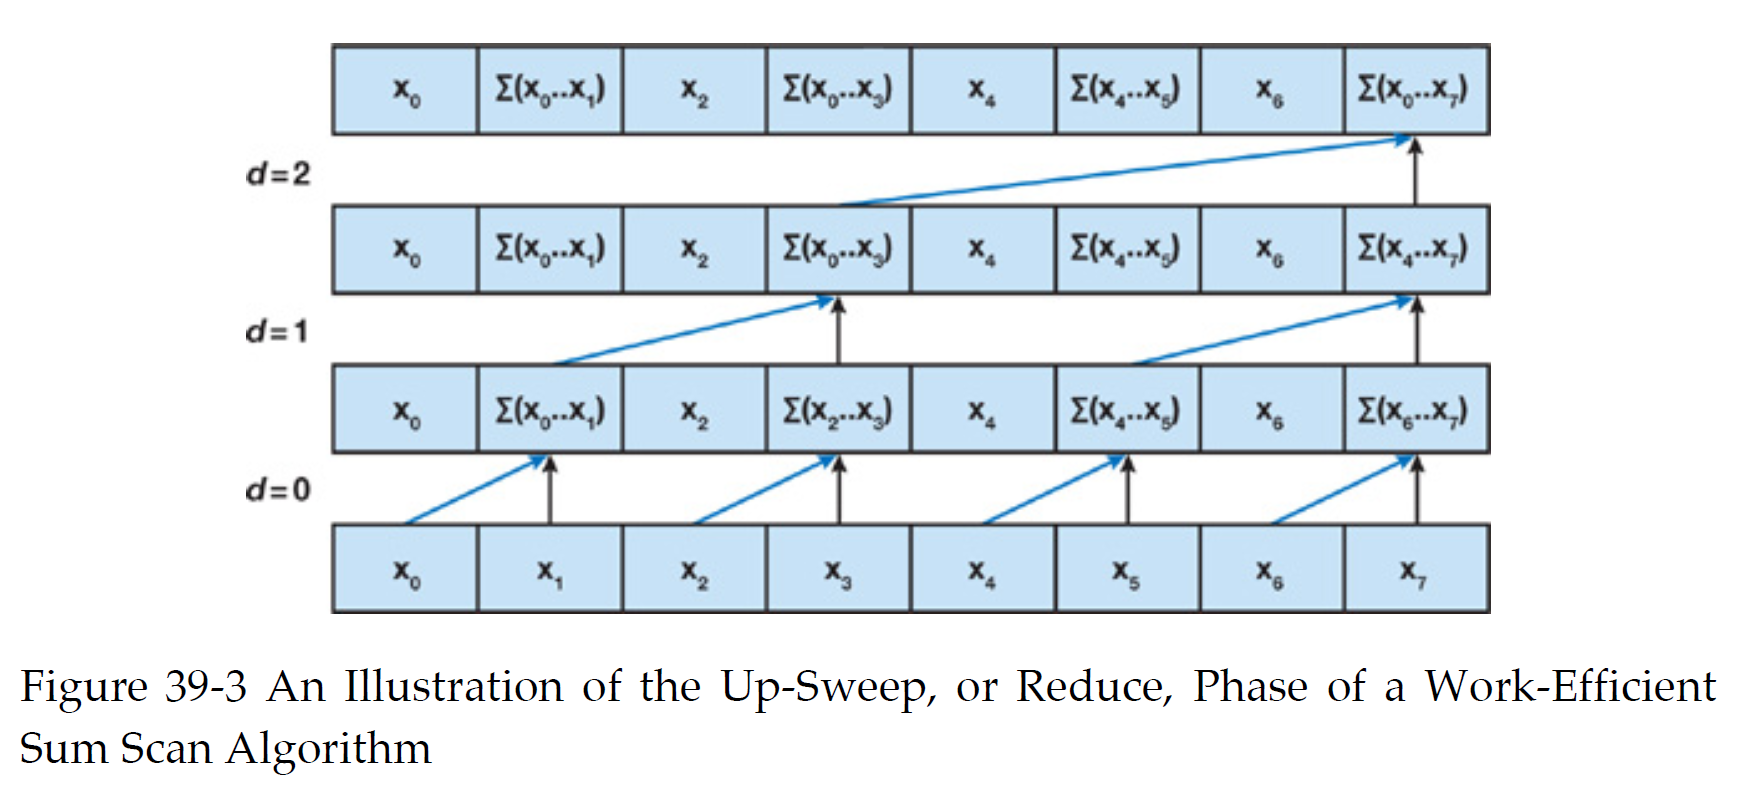 x₀ Σ(x₀..x₁) x₂ Σ(x₀..x₃) x₄ Σ(x₄..x₅) x₆ Σ(x₀..x₇)
d=2
x₀ Σ(x₀..x₁) x₂ Σ(x₀..x₃) x₄ Σ(x₄..x₅) x₆ Σ(x₄..x₇)
d=1
x₀ Σ(x₀..x₁) x₂ Σ(x₂..x₃) x₄ Σ(x₄..x₅) x₆ Σ(x₆..x₇)
d=0
x₀ x₁ x₂ x₃ x₄ x₅ x₆ x₇
Figure 39-3 An Illustration of the Up-Sweep, or Reduce, Phase of a Work-Efficient
Sum Scan Algorithm